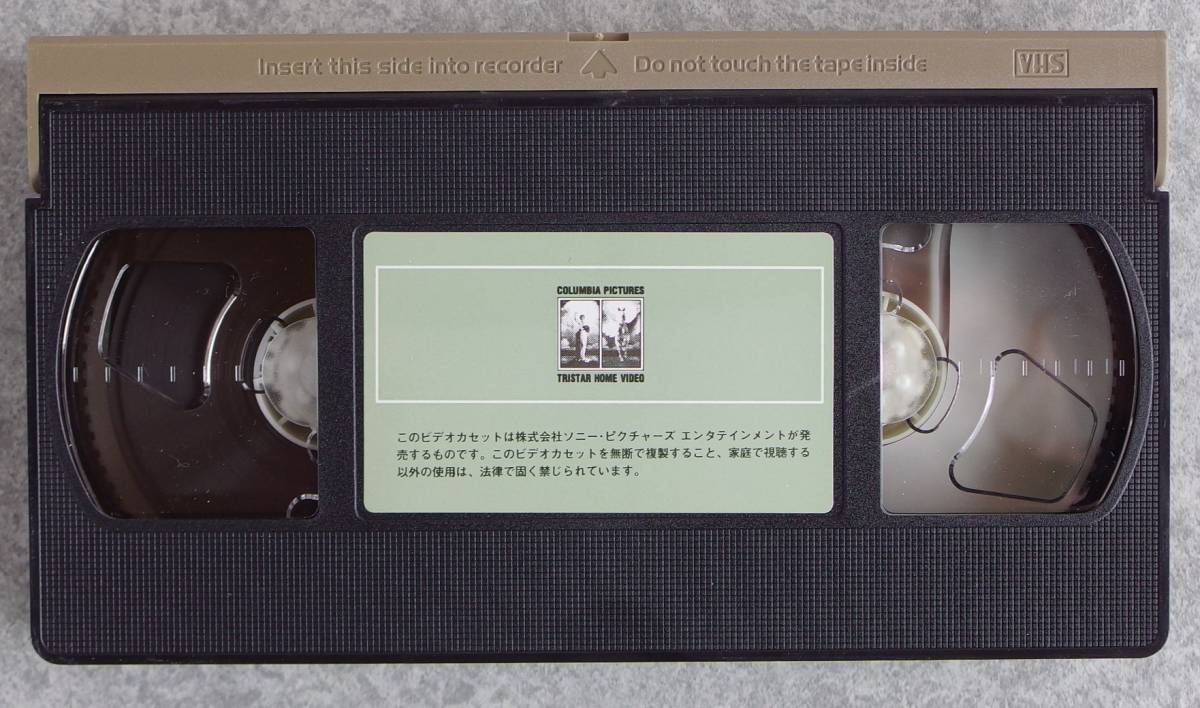 Insert this side into recorder Do not touch the tape inside VHS
COLUMBIA PICTURES
TRISTAR HOME VIDEO
このビデオカセットは株式会社ソニー・ピクチャーズ エンタテインメントが発
売するものです。このビデオカセットを無断で複製すること、家庭で視聴する
以外の使用は、法律で固く禁じられています。